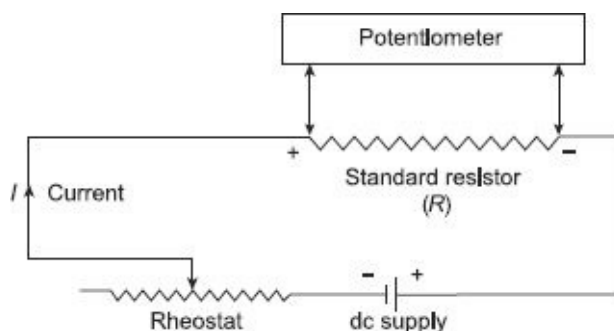 Potentiometer
+ −
Standard resistor
(R)
I Current
− +
Rheostat dc supply